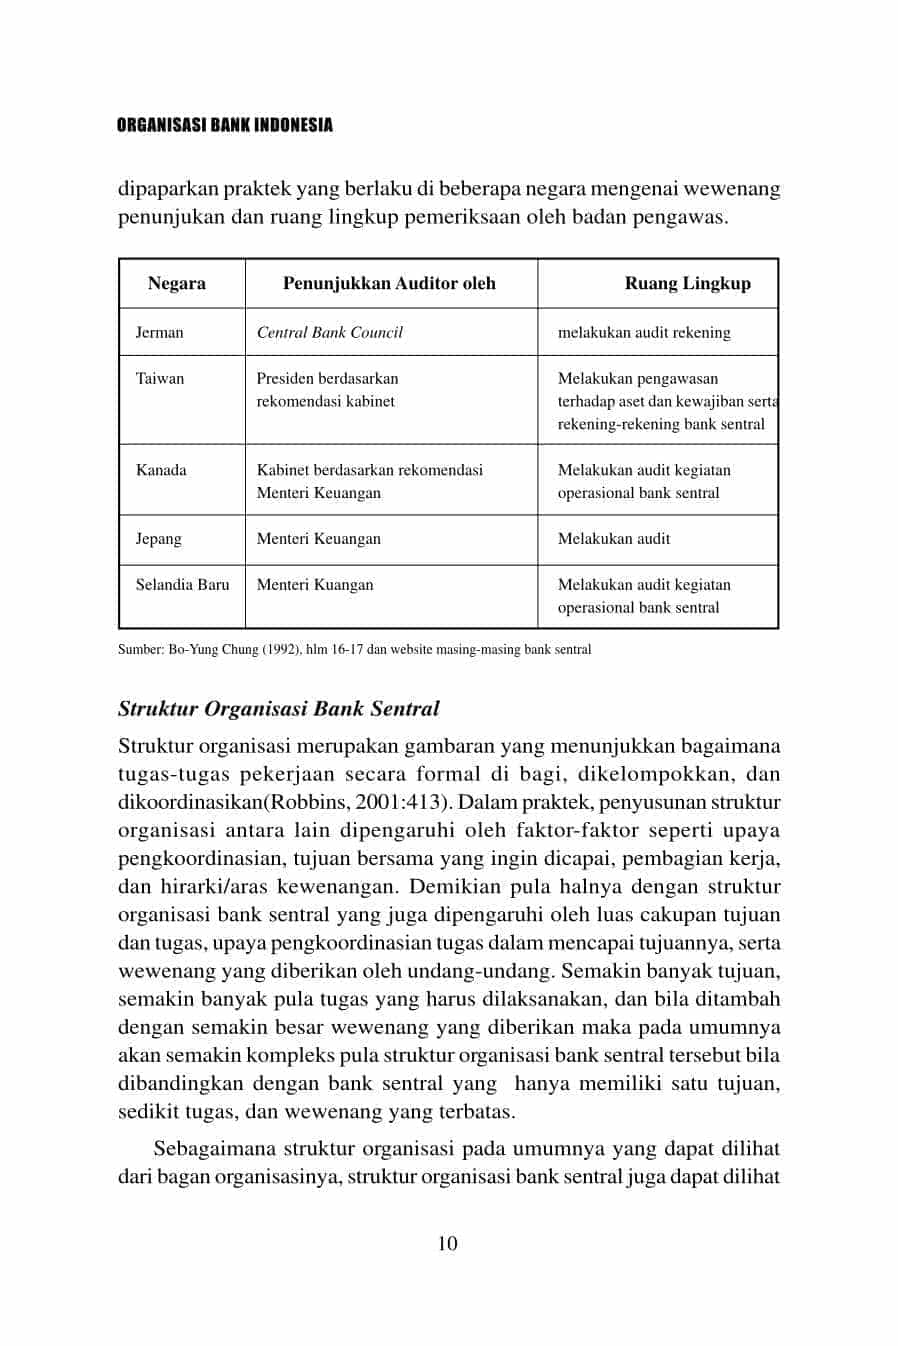 ORGANISASI BANK INDONESIA
dipaparkan praktek yang berlaku di beberapa negara mengenai wewenang
penunjukan dan ruang lingkup pemeriksaan oleh badan pengawas.
Negara Penunjukkan Auditor oleh Ruang Lingkup
Jerman Central Bank Council melakukan audit rekening
Taiwan Presiden berdasarkan Melakukan pengawasan
rekomendasi kabinet terhadap aset dan kewajiban serta
rekening-rekening bank sentral
Kanada Kabinet berdasarkan rekomendasi Melakukan audit kegiatan
Menteri Keuangan operasional bank sentral
Jepang Menteri Keuangan Melakukan audit
Selandia Baru Menteri Kuangan Melakukan audit kegiatan
operasional bank sentral
Sumber: Bo-Yung Chung (1992), hlm 16-17 dan website masing-masing bank sentral
Struktur Organisasi Bank Sentral
Struktur organisasi merupakan gambaran yang menunjukkan bagaimana
tugas-tugas pekerjaan secara formal di bagi, dikelompokkan, dan
dikoordinasikan(Robbins, 2001:413). Dalam praktek, penyusunan struktur
organisasi antara lain dipengaruhi oleh faktor-faktor seperti upaya
pengkoordinasian, tujuan bersama yang ingin dicapai, pembagian kerja,
dan hirarki/aras kewenangan. Demikian pula halnya dengan struktur
organisasi bank sentral yang juga dipengaruhi oleh luas cakupan tujuan
dan tugas, upaya pengkoordinasian tugas dalam mencapai tujuannya, serta
wewenang yang diberikan oleh undang-undang. Semakin banyak tujuan,
semakin banyak pula tugas yang harus dilaksanakan, dan bila ditambah
dengan semakin besar wewenang yang diberikan maka pada umumnya
akan semakin kompleks pula struktur organisasi bank sentral tersebut bila
dibandingkan dengan bank sentral yang hanya memiliki satu tujuan,
sedikit tugas, dan wewenang yang terbatas.
Sebagaimana struktur organisasi pada umumnya yang dapat dilihat
dari bagan organisasinya, struktur organisasi bank sentral juga dapat dilihat
10